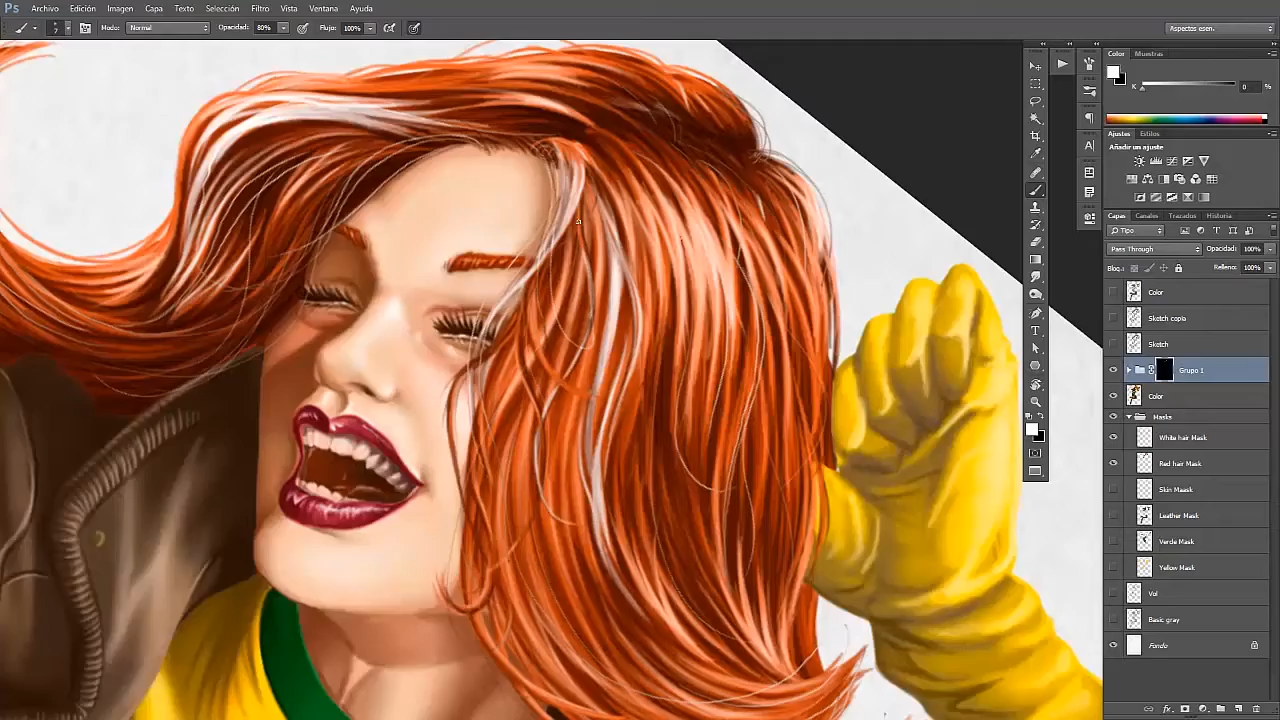 Ps Archivo Edición Imagen Capa Texto Selección Filtro Vista Ventana Ayuda
7 Modo: Normal Opacidad: 80% Flujo: 100% Aspectos esen.
Color Muestras
K 0 %
Ajustes Estilos
Añadir un ajuste
Capas Canales Trazados Historia
Tipo
Pass Through Opacidad: 100%
Bloq.: Relleno: 100%
Color
Sketch copia
Sketch
Grupo 1
Color
Masks
White hair Mask
Red hair Mask
Skin Maask
Leather Mask
Verde Mask
Yellow Mask
Vol
Basic gray
Fondo